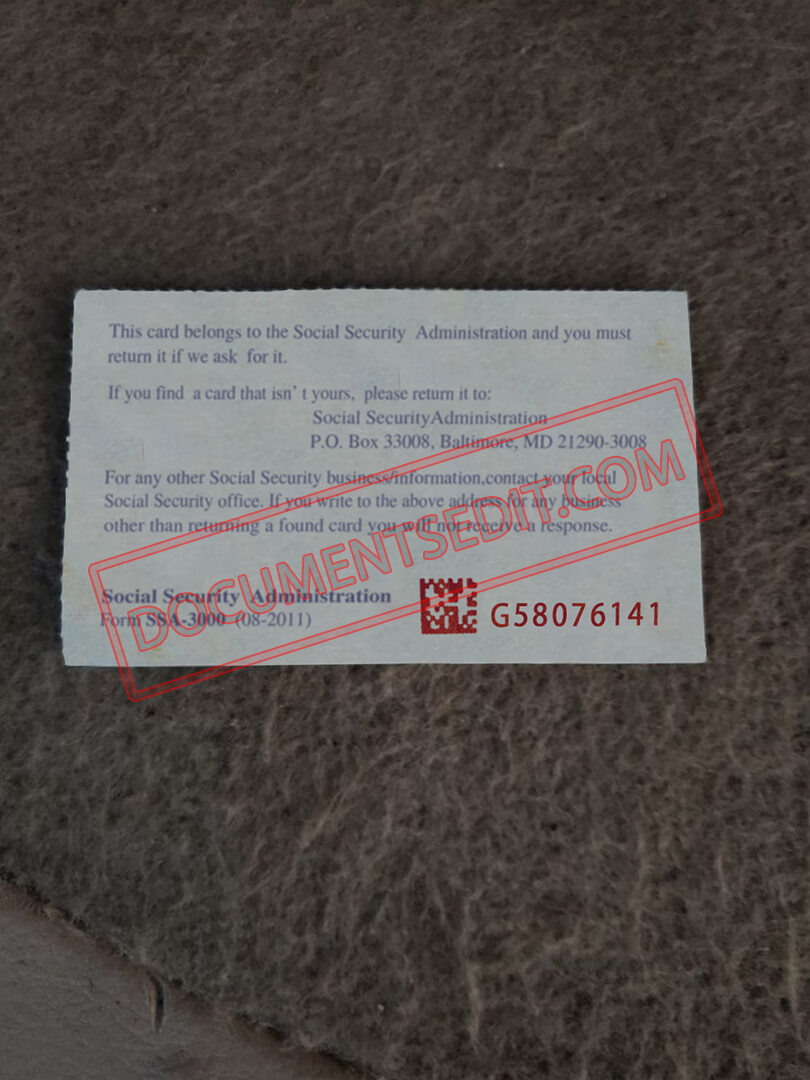 This card belongs to the Social Security Administration and you must
return it if we ask for it.
If you find a card that isn' t yours, please return it to:
Social SecurityAdministration
P.O. Box 33008, Baltimore, MD 21290-3008
For any other Social Security business/information,contact your local
Social Security office. If you write to the above address for any business
other than returning a found card you will not receive a response.
DOCUMENTSEDIT.COM
Social Security Administration
Form SSA-3000 (08-2011)
G58076141